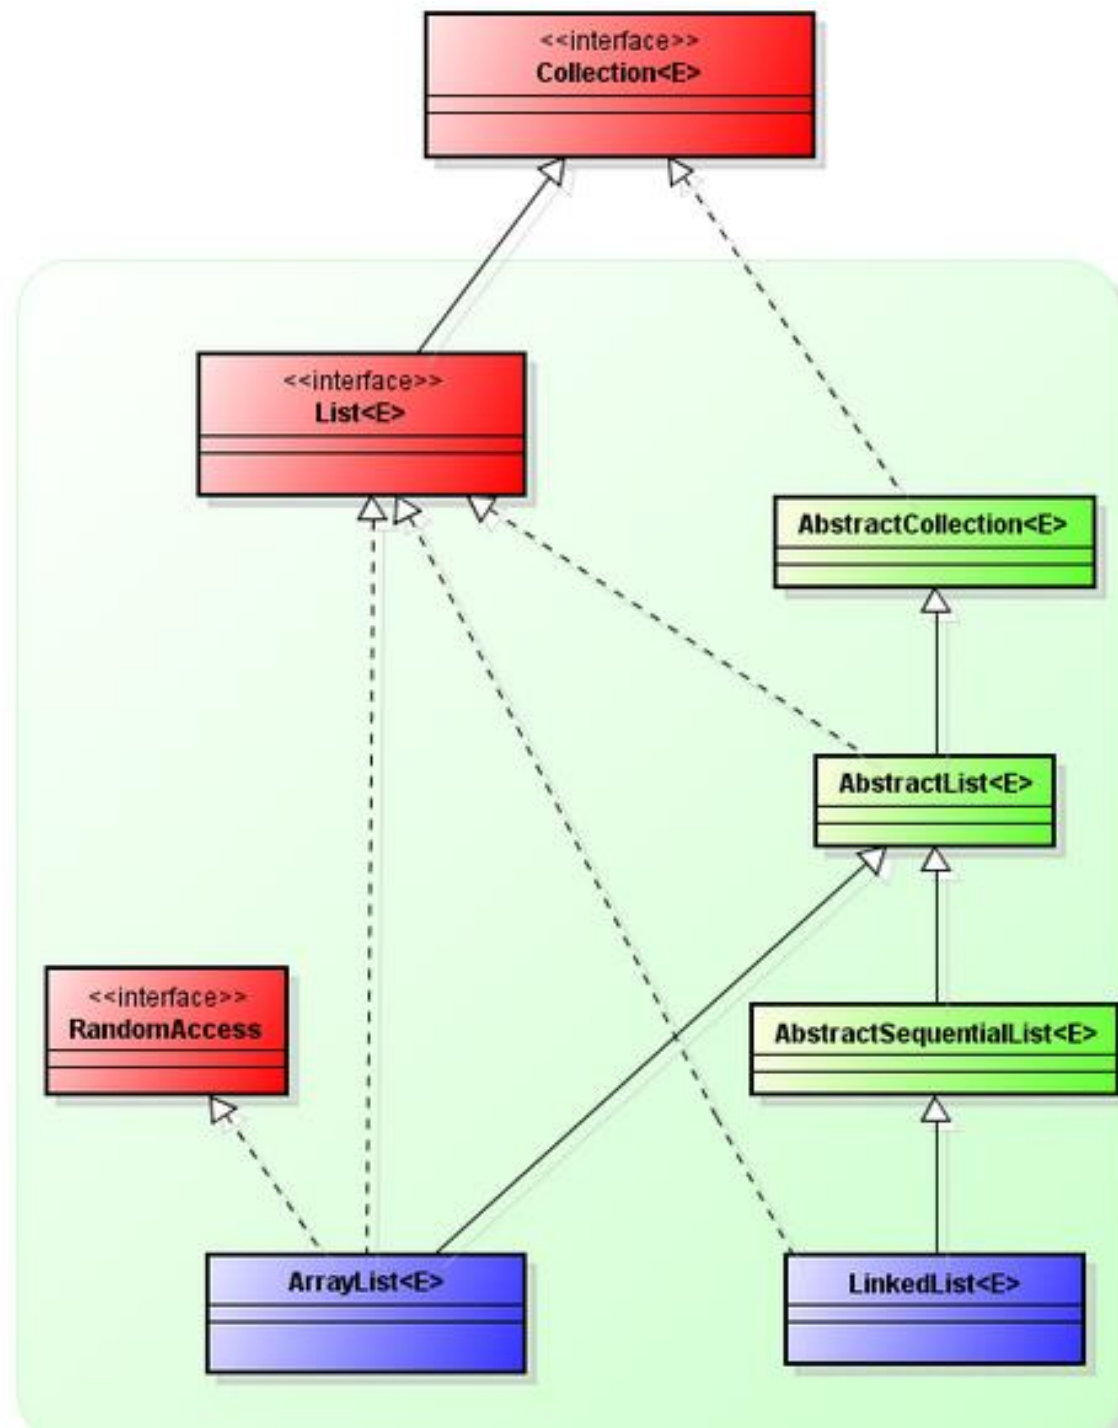 <<interface>>
Collection<E>
<<interface>>
List<E>
AbstractCollection<E>
AbstractList<E>
<<interface>>
RandomAccess
AbstractSequentialList<E>
ArrayList<E>
LinkedList<E>